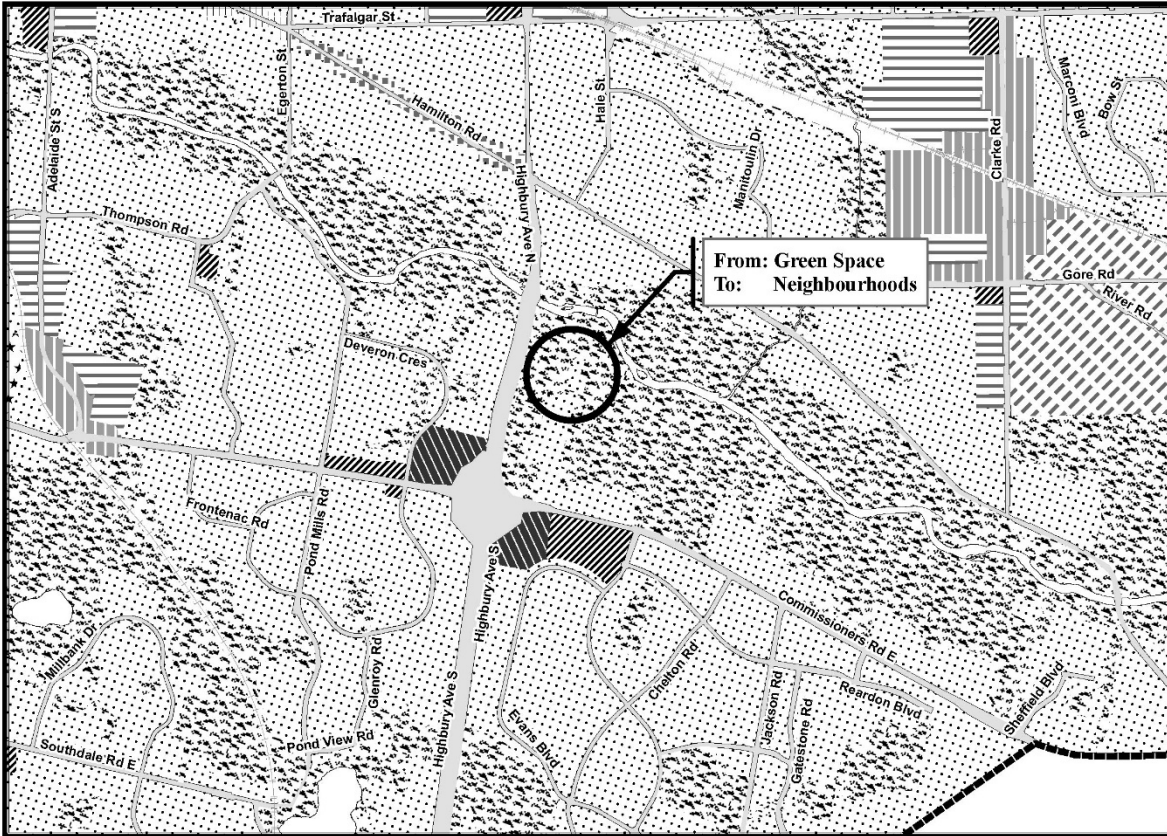 Trafalgar St
Egerton St
Hamilton Rd
Hale St
Adelaide St S
Highbury Ave N
Manitoulin Dr
Clarke Rd
Marconi Blvd
Bow St
Thompson Rd
From: Green Space
To: Neighbourhoods
Gore Rd
River Rd
Deveron Cres
Frontenac Rd
Pond Mills Rd
Highbury Ave S
Commissioners Rd E
Millbank Dr
Glenroy Rd
Chelton Rd
Jackson Rd
Reardon Blvd
Sheffield Blvd
Gatestone Rd
Evans Blvd
Highbury Ave S
Pond View Rd
Southdale Rd E